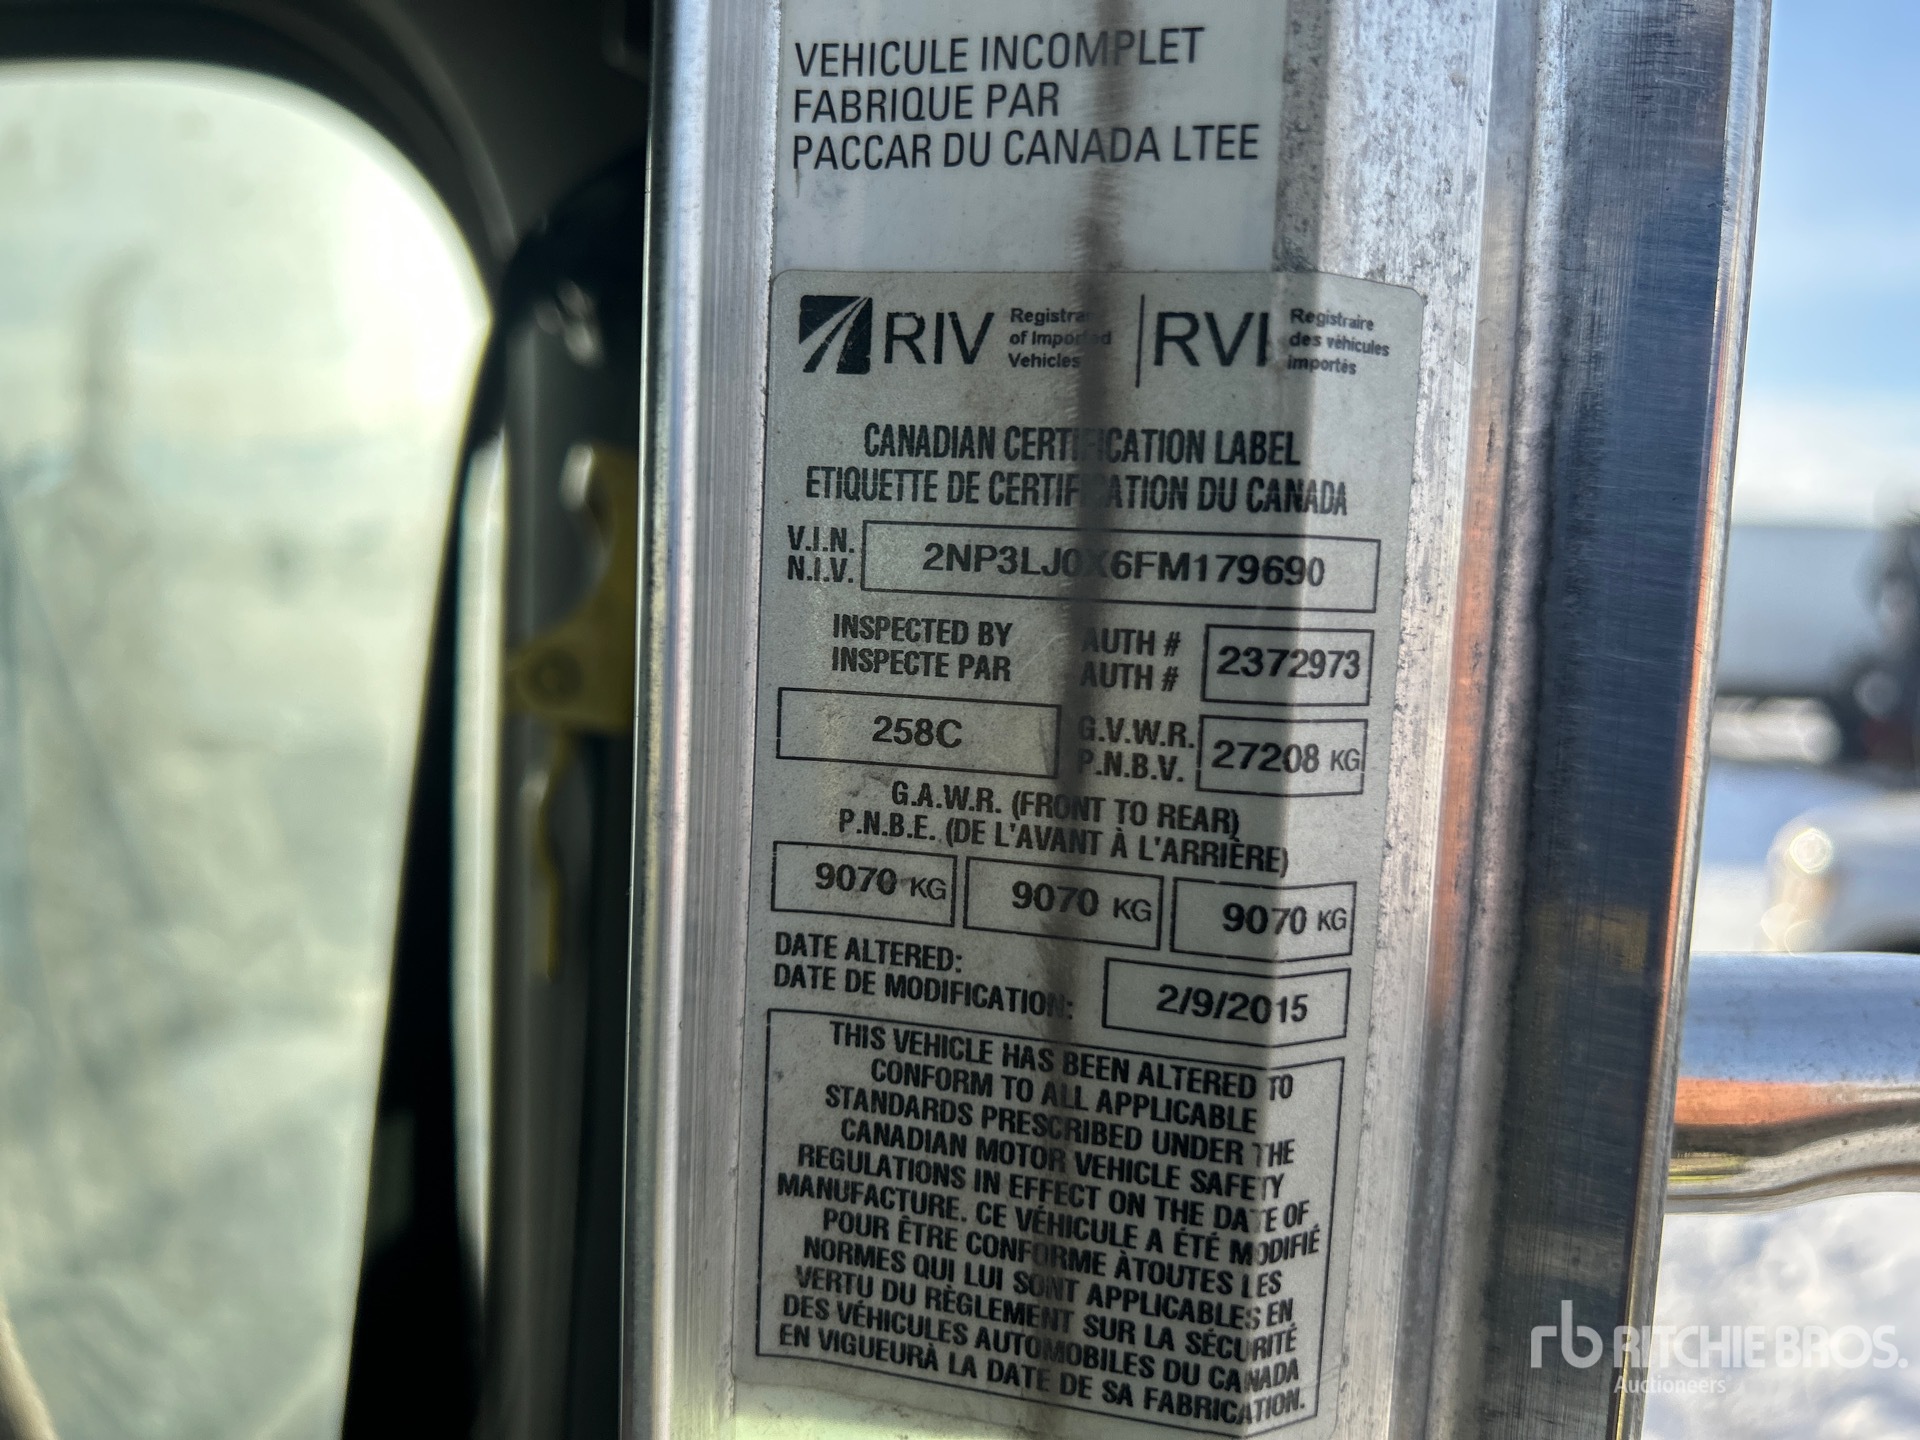 VEHICULE INCOMPLET
FABRIQUE PAR
PACCAR DU CANADA LTEE
RIV Registrar of Imported Vehicles | RVI Registraire des véhicules importés
CANADIAN CERTIFICATION LABEL
ETIQUETTE DE CERTIFICATION DU CANADA
V.I.N.
N.I.V.
2NP3LJ0X6FM179690
INSPECTED BY
INSPECTE PAR
AUTH #
AUTH #
2372973
258C
G.V.W.R.
P.N.B.V.
27208 KG
G.A.W.R. (FRONT TO REAR)
P.N.B.E. (DE L'AVANT À L'ARRIÈRE)
9070 KG 9070 KG 9070 KG
DATE ALTERED:
DATE DE MODIFICATION:
2/9/2015
THIS VEHICLE HAS BEEN ALTERED TO
CONFORM TO ALL APPLICABLE
STANDARDS PRESCRIBED UNDER THE
CANADIAN MOTOR VEHICLE SAFETY
REGULATIONS IN EFFECT ON THE DATE OF
MANUFACTURE. CE VÉHICULE A ÉTÉ MODIFIÉ
POUR ÊTRE CONFORME ÀTOUTES LES
NORMES QUI LUI SONT APPLICABLES EN
VERTU DU RÈGLEMENT SUR LA SÉCURITÉ
DES VÉHICULES AUTOMOBILES DU CANADA
EN VIGUEURÀ LA DATE DE SA FABRICATION.
rb RITCHIE BROS.
Auctioneers